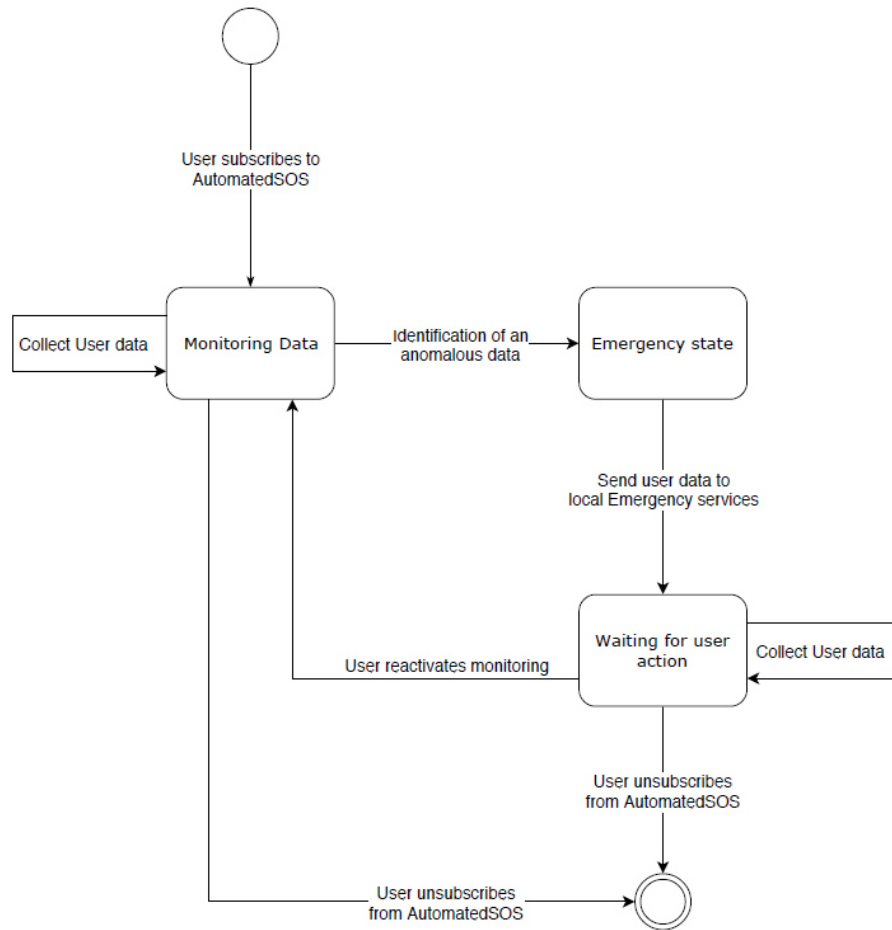 User subscribes to
AutomatedSOS
Collect User data
Monitoring Data
Identification of an
anomalous data
Emergency state
Send user data to
local Emergency services
Waiting for user
action
Collect User data
User reactivates monitoring
User unsubscribes
from AutomatedSOS
User unsubscribes
from AutomatedSOS